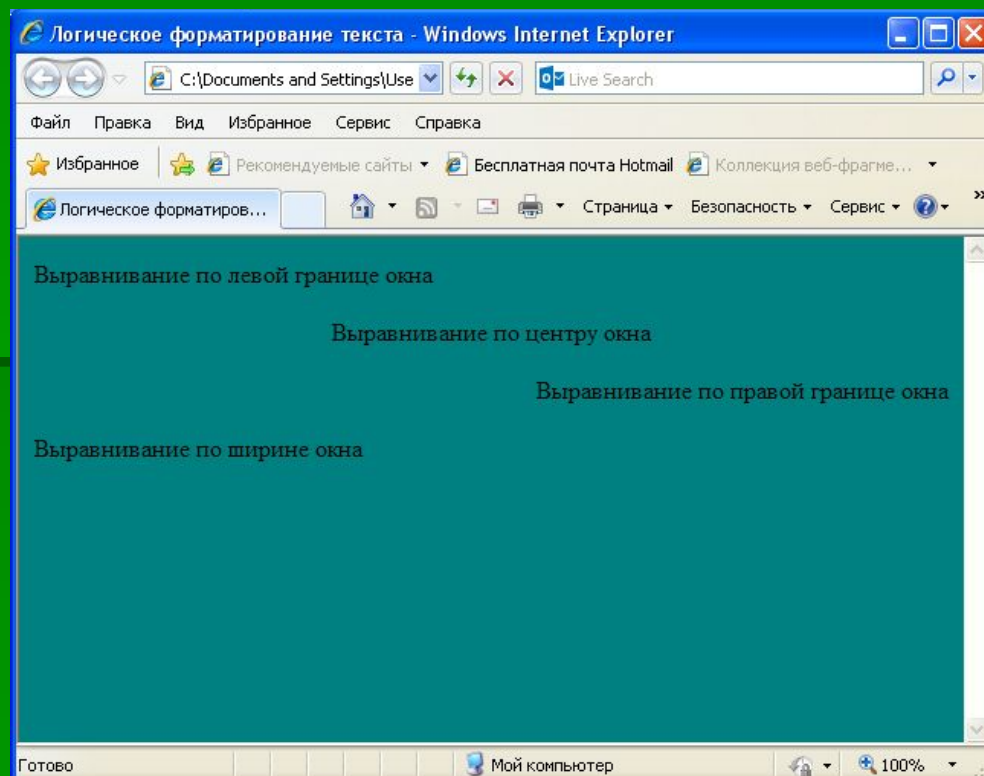 Логическое форматирование текста - Windows Internet Explorer
C:\Documents and Settings\Use Live Search
Файл Правка Вид Избранное Сервис Справка
Избранное Рекомендуемые сайты Бесплатная почта Hotmail Коллекция веб-фрагме...
Логическое форматиров... Страница Безопасность Сервис
Выравнивание по левой границе окна
Выравнивание по центру окна
Выравнивание по правой границе окна
Выравнивание по ширине окна
Готово Мой компьютер 100%